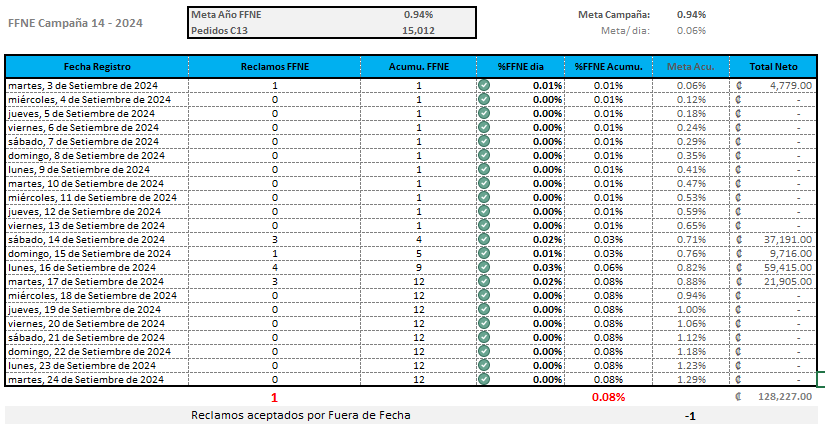 FFNE Campaña 14 - 2024
Meta Año FFNE 0.94%
Pedidos C13 15,012
Meta Campaña: 0.94%
Meta/ dia: 0.06%
Fecha Registro Reclamos FFNE Acumu. FFNE %FFNE dia %FFNE Acumu. Meta Acu. Total Neto
martes, 3 de Setiembre de 2024 1 1 0.01% 0.01% 0.06% ₡ 4,779.00
miércoles, 4 de Setiembre de 2024 0 1 0.00% 0.01% 0.12% ₡ -
jueves, 5 de Setiembre de 2024 0 1 0.00% 0.01% 0.18% ₡ -
viernes, 6 de Setiembre de 2024 0 1 0.00% 0.01% 0.24% ₡ -
sábado, 7 de Setiembre de 2024 0 1 0.00% 0.01% 0.29% ₡ -
domingo, 8 de Setiembre de 2024 0 1 0.00% 0.01% 0.35% ₡ -
lunes, 9 de Setiembre de 2024 0 1 0.00% 0.01% 0.41% ₡ -
martes, 10 de Setiembre de 2024 0 1 0.00% 0.01% 0.47% ₡ -
miércoles, 11 de Setiembre de 2024 0 1 0.00% 0.01% 0.53% ₡ -
jueves, 12 de Setiembre de 2024 0 1 0.00% 0.01% 0.59% ₡ -
viernes, 13 de Setiembre de 2024 0 1 0.00% 0.01% 0.65% ₡ -
sábado, 14 de Setiembre de 2024 3 4 0.02% 0.03% 0.71% ₡ 37,191.00
domingo, 15 de Setiembre de 2024 1 5 0.01% 0.03% 0.76% ₡ 9,716.00
lunes, 16 de Setiembre de 2024 4 9 0.03% 0.06% 0.82% ₡ 59,415.00
martes, 17 de Setiembre de 2024 3 12 0.02% 0.08% 0.88% ₡ 21,905.00
miércoles, 18 de Setiembre de 2024 0 12 0.00% 0.08% 0.94% ₡ -
jueves, 19 de Setiembre de 2024 0 12 0.00% 0.08% 1.00% ₡ -
viernes, 20 de Setiembre de 2024 0 12 0.00% 0.08% 1.06% ₡ -
sábado, 21 de Setiembre de 2024 0 12 0.00% 0.08% 1.12% ₡ -
domingo, 22 de Setiembre de 2024 0 12 0.00% 0.08% 1.18% ₡ -
lunes, 23 de Setiembre de 2024 0 12 0.00% 0.08% 1.23% ₡ -
martes, 24 de Setiembre de 2024 0 12 0.00% 0.08% 1.29% ₡ -
1 0.08% ₡ 128,227.00
Reclamos aceptados por Fuera de Fecha -1